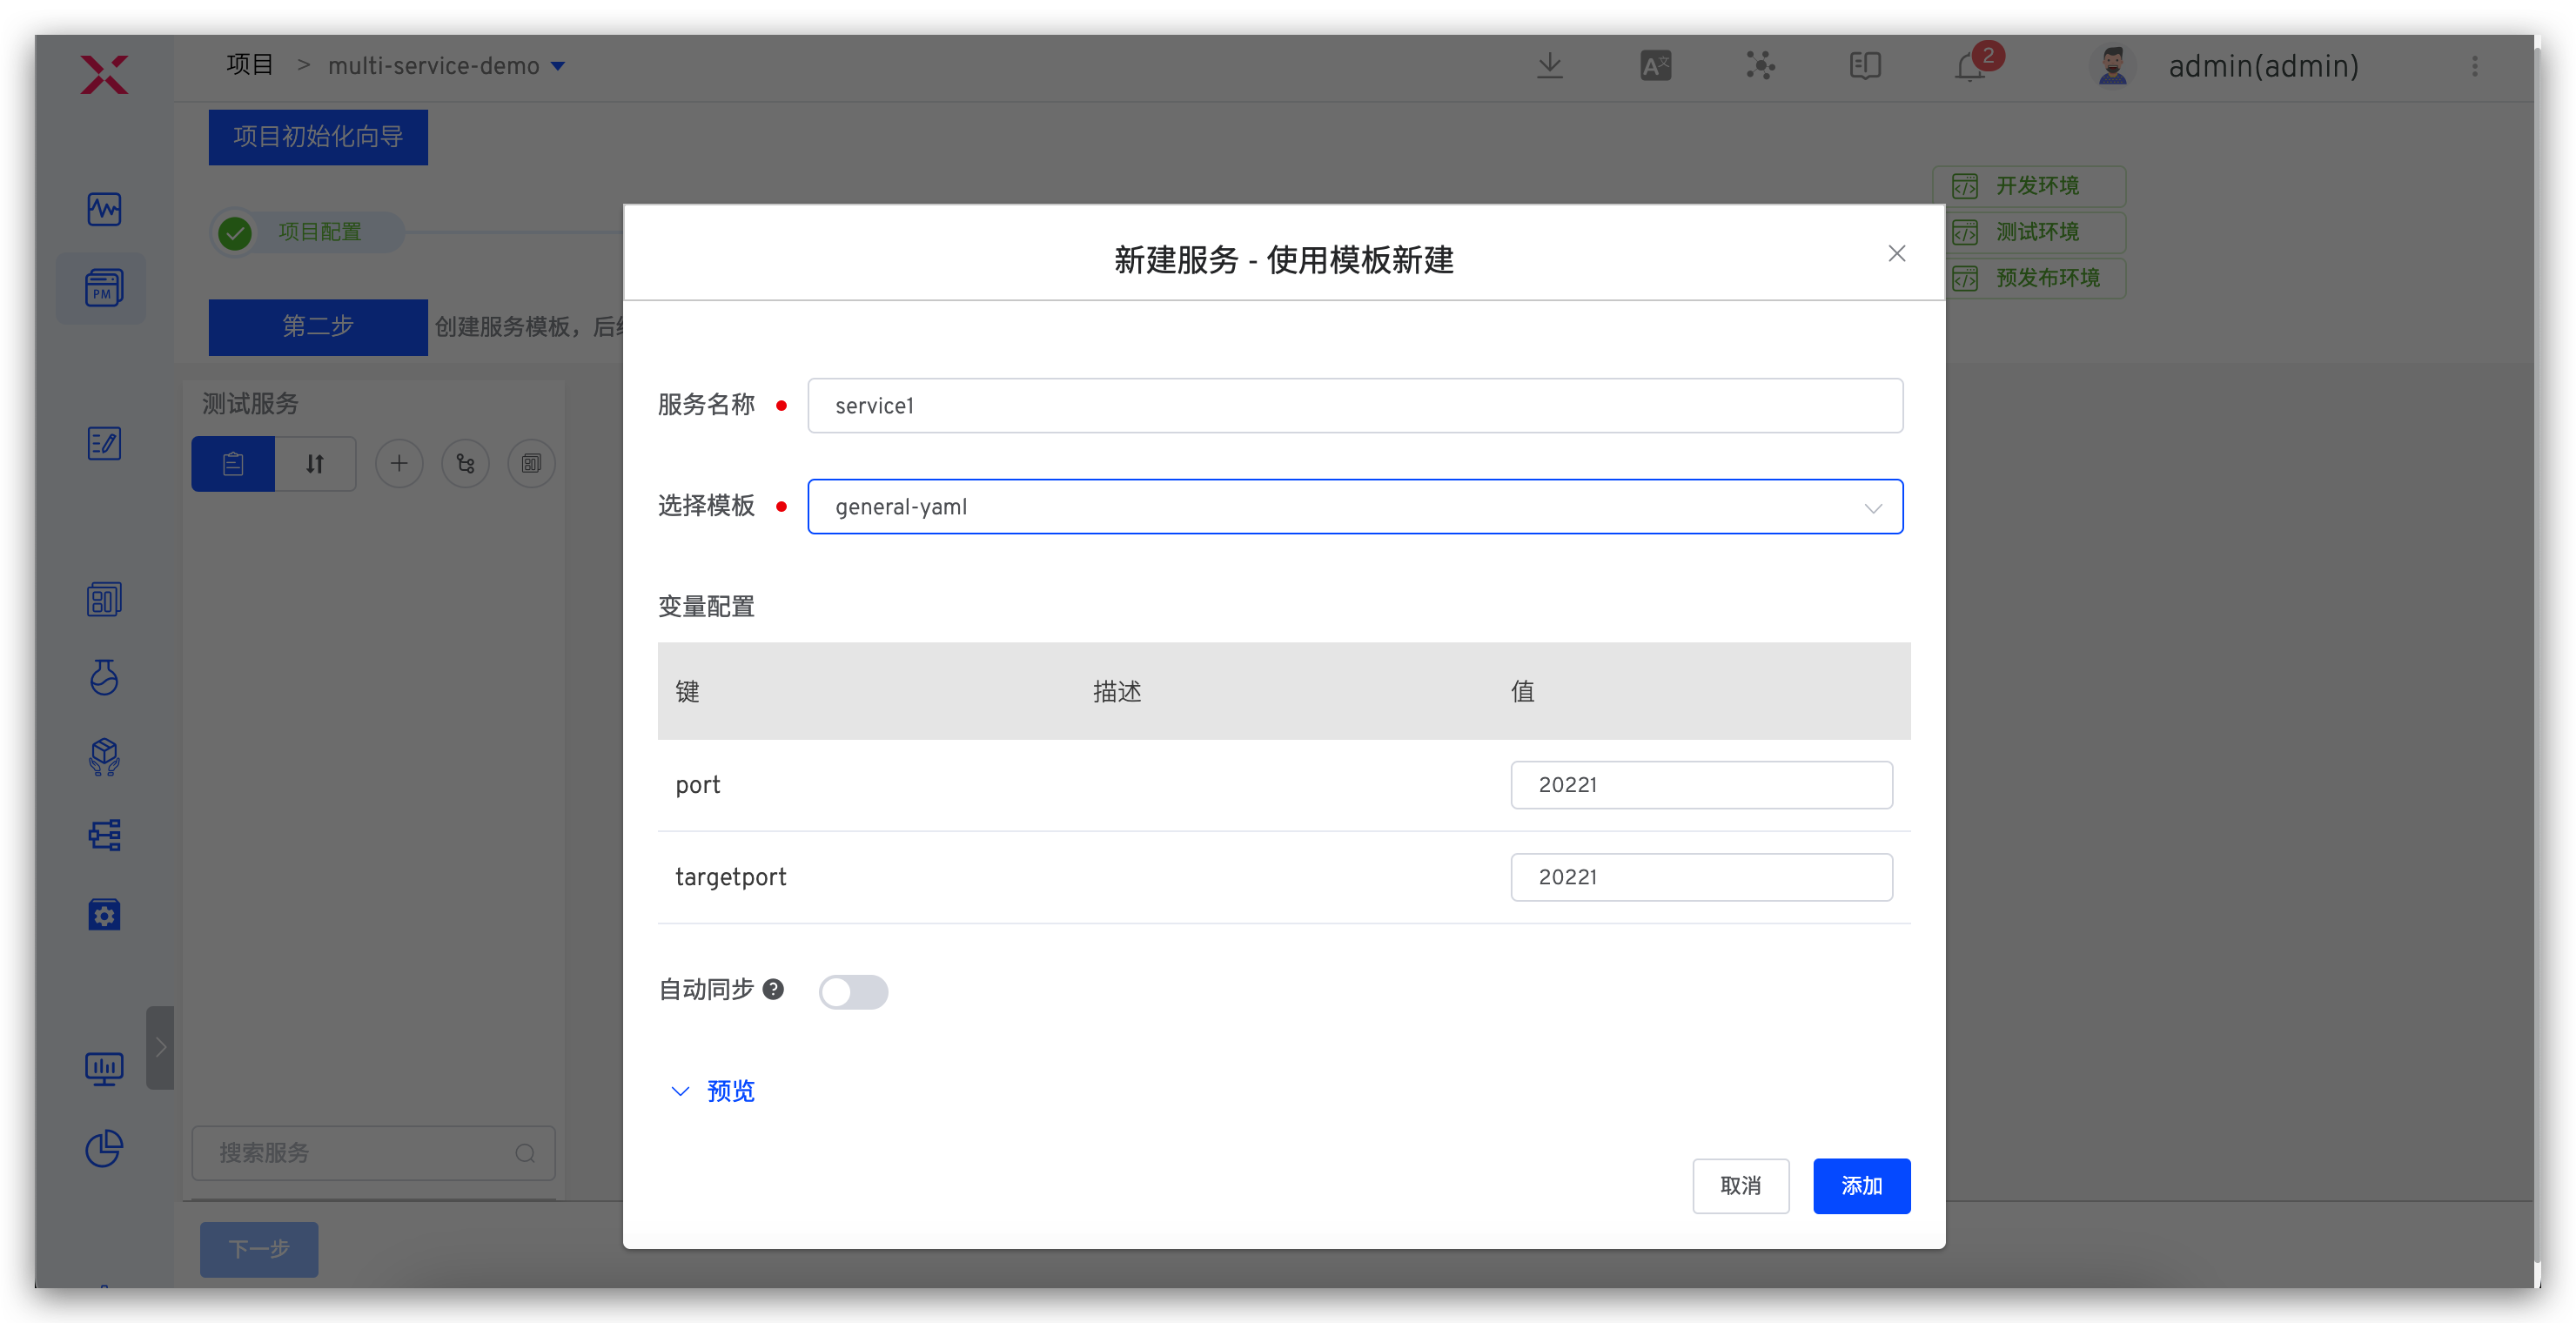 项目 > multi-service-demo
2
admin(admin)
项目初始化向导
PM
项目配置
开发环境
测试环境
预发布环境
第二步
创建服务模板，后
测试服务
搜索服务
下一步
新建服务 - 使用模板新建
服务名称 service1
选择模板 general-yaml
变量配置
键 描述 值
port 20221
targetport 20221
自动同步
预览
取消 添加